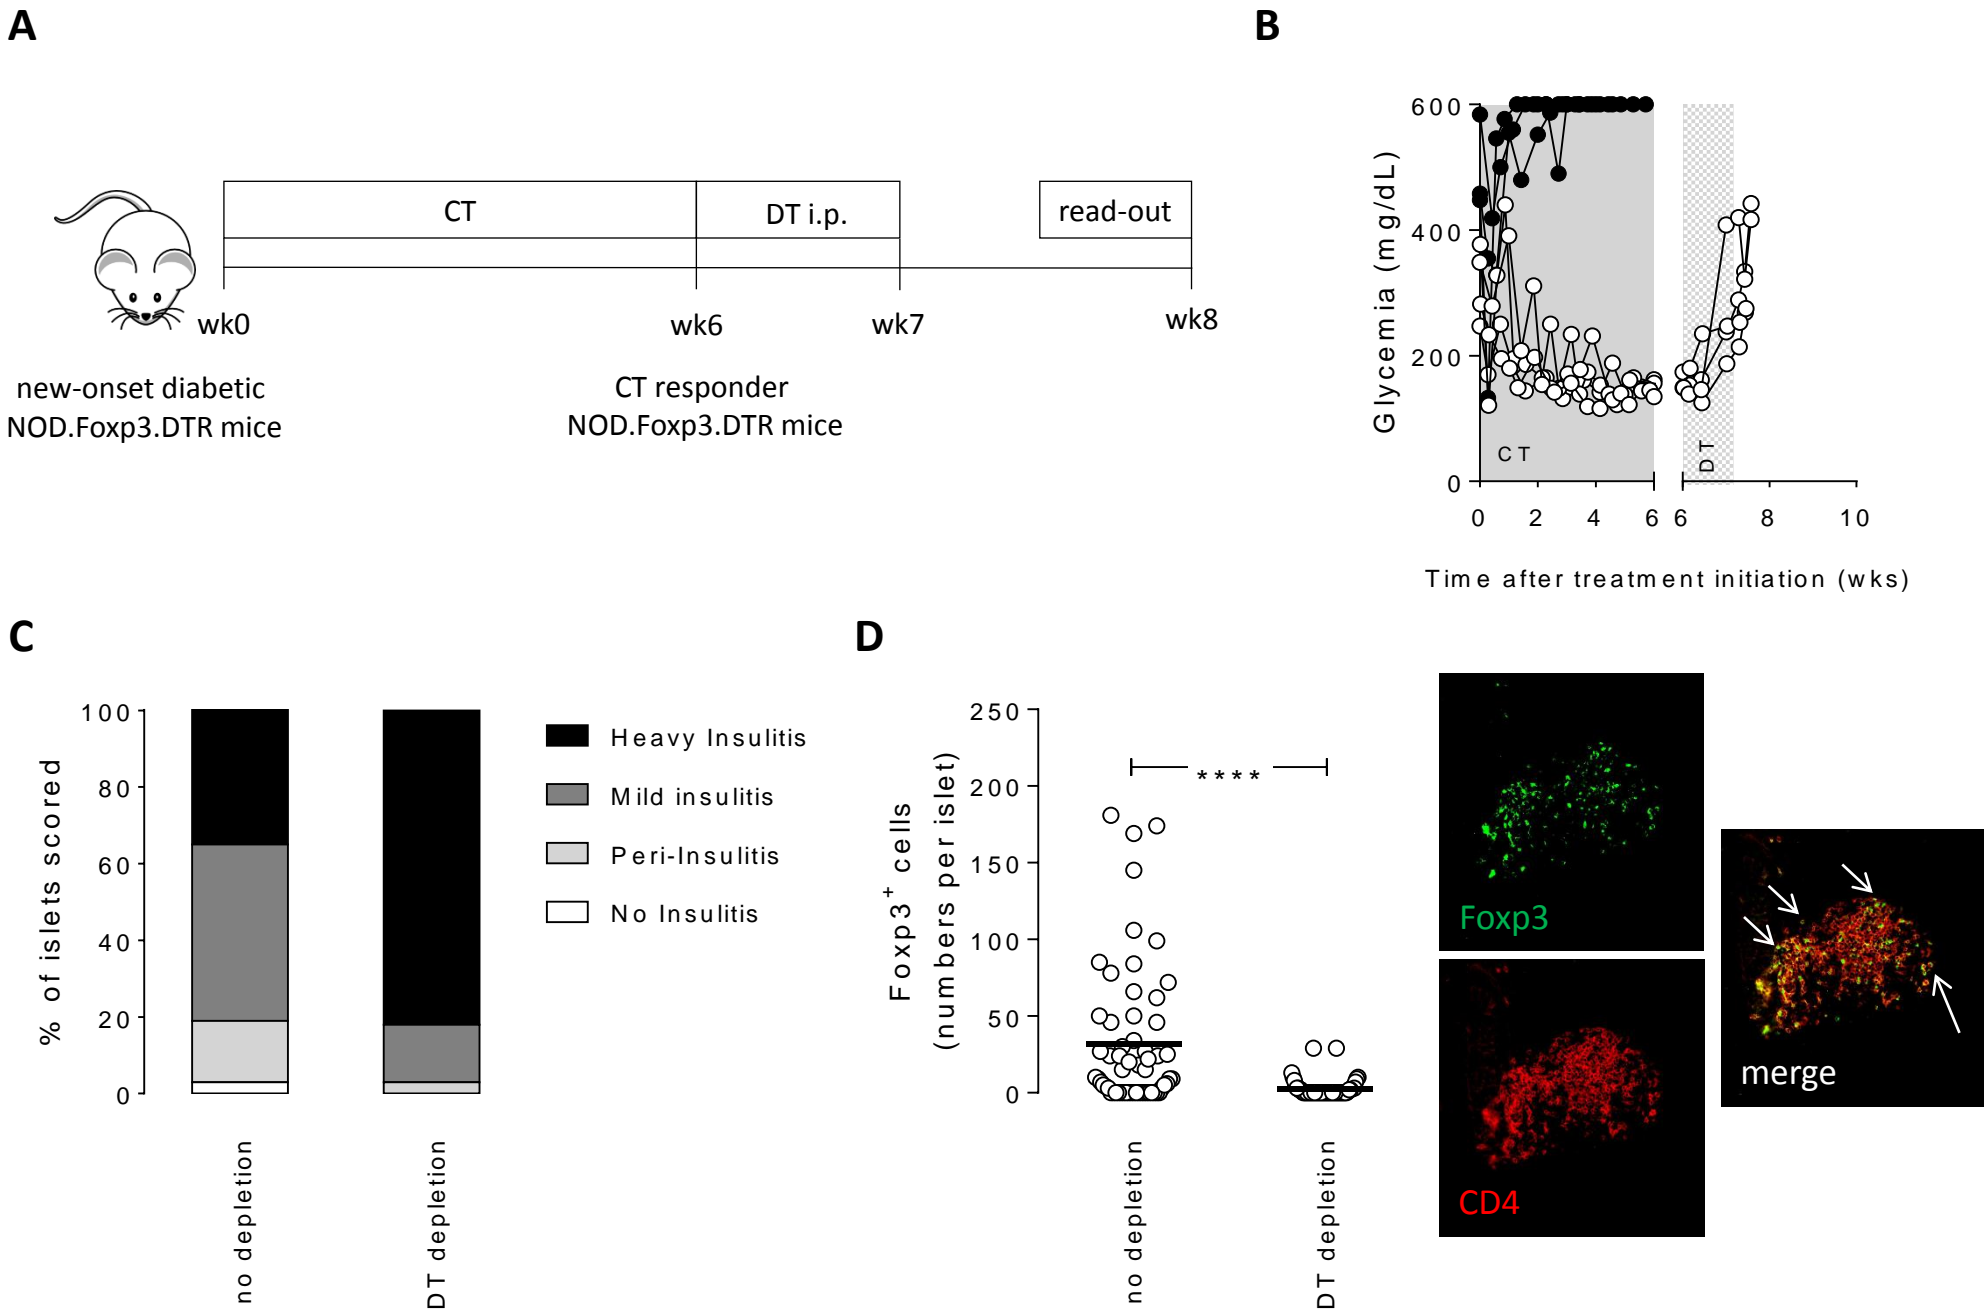 A
CT
DT i.p.
read-out
wk0
wk6
wk7
wk8
new-onset diabetic
NOD.Foxp3.DTR mice
CT responder
NOD.Foxp3.DTR mice
B
Glycemia (mg/dL)
600
400
200
0
CT
DT
0 2 4 6 6 8 10
Time after treatment initiation (wks)
C
% of islets scored
100
80
60
40
20
0
no depletion
DT depletion
Heavy Insulitis
Mild insulitis
Peri-Insulitis
No Insulitis
D
Foxp3+ cells
(numbers per islet)
250
200
150
100
50
0
****
no depletion
DT depletion
Foxp3
CD4
merge